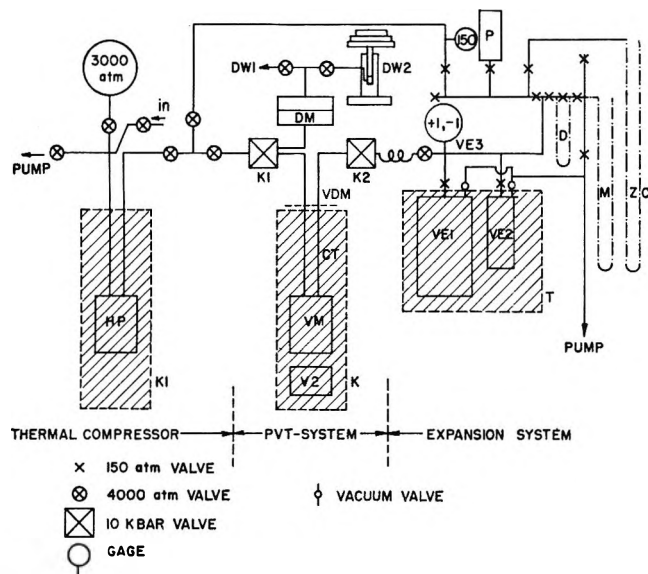 3000
atm
in
PUMP
DW1
DW2
DM
K1
K2
VDM
CT
150
P
+1,-1
VE3
D
M
ZC
VE1
VE2
T
PUMP
HP
K1
VM
V2
K
THERMAL COMPRESSOR
PVT-SYSTEM
EXPANSION SYSTEM
150 atm VALVE
4000 atm VALVE
VACUUM VALVE
10 KBAR VALVE
GAGE